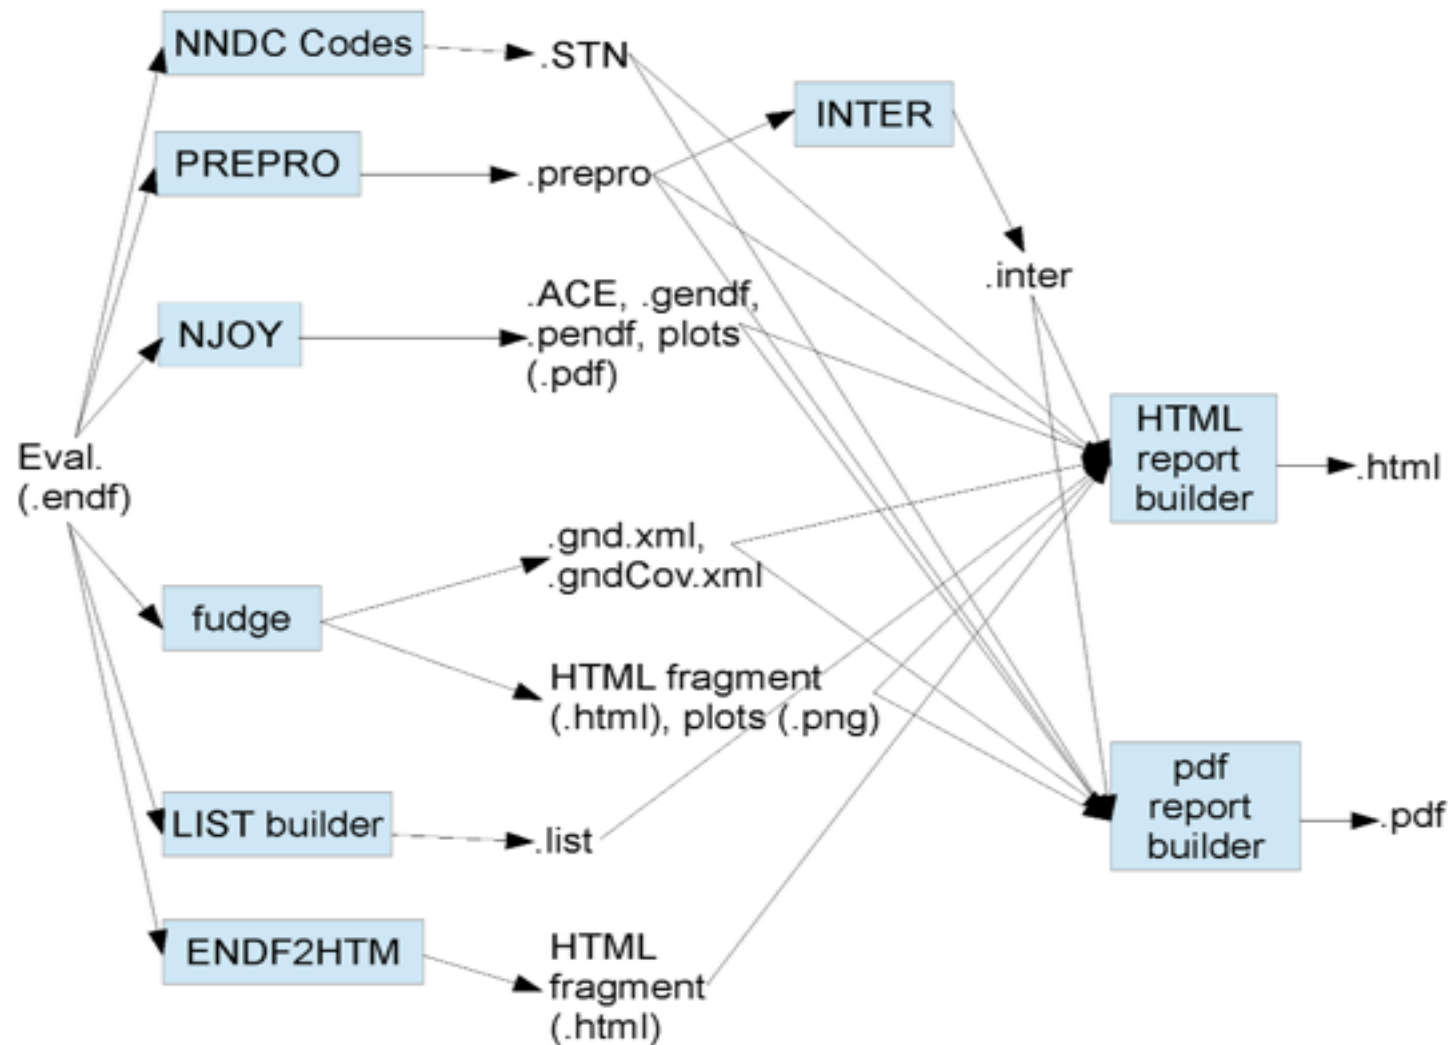 NNDC Codes
.STN
INTER
PREPRO
.prepro
.inter
NJOY
.ACE, .gendf,
.pendf, plots
(.pdf)
Eval.
(.endf)
HTML
report
builder
.html
.gnd.xml,
.gndCov.xml
fudge
HTML fragment
(.html), plots (.png)
pdf
report
builder
.pdf
LIST builder
.list
ENDF2HTM
HTML
fragment
(.html)